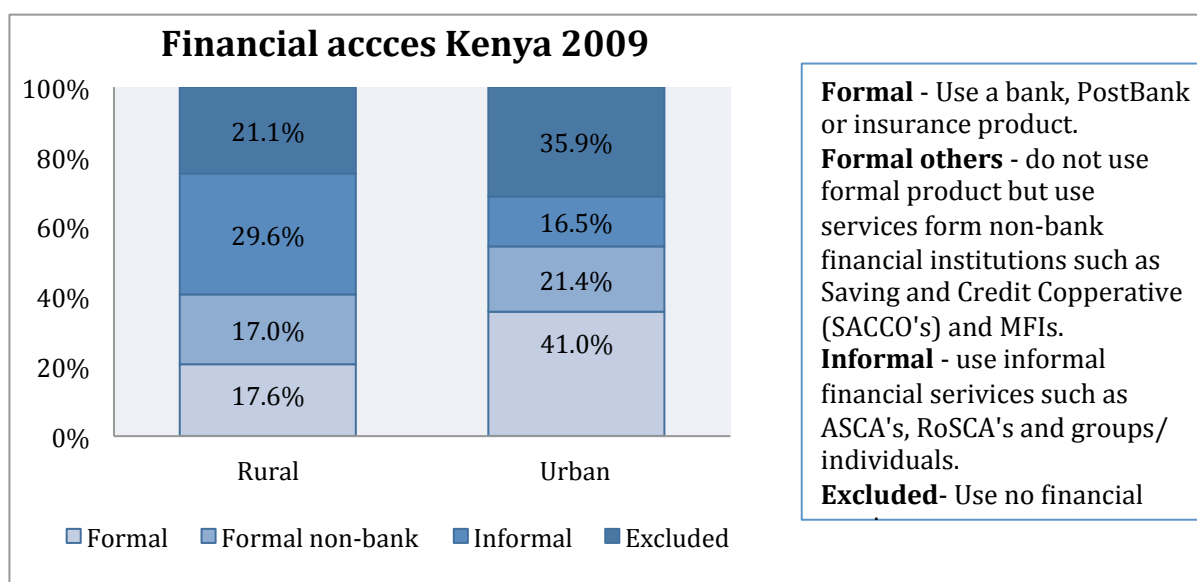 Financial accces Kenya 2009
100%
80%
60%
40%
20%
0%
21.1%
29.6%
17.0%
17.6%
35.9%
16.5%
21.4%
41.0%
Rural
Urban
Formal
Formal non-bank
Informal
Excluded
Formal - Use a bank, PostBank
or insurance product.
Formal others - do not use
formal product but use
services form non-bank
financial institutions such as
Saving and Credit Copperative
(SACCO's) and MFIs.
Informal - use informal
financial serivices such as
ASCA's, RoSCA's and groups/
individuals.
Excluded- Use no financial